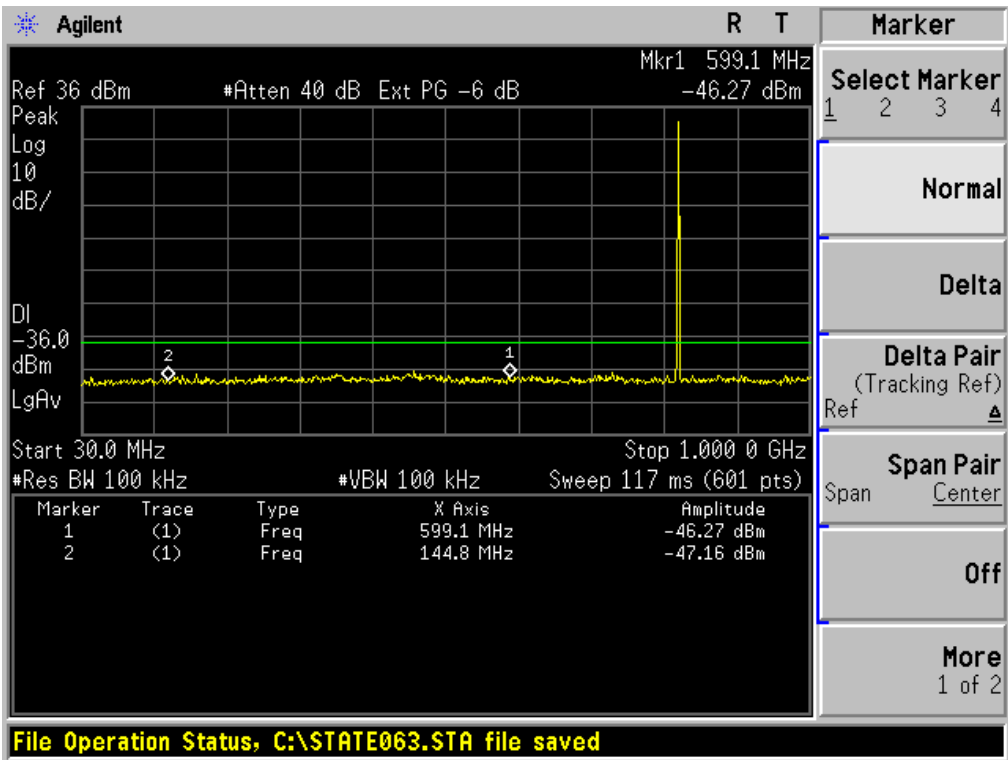 Agilent R T
Mkr1 599.1 MHz
Ref 36 dBm #Atten 40 dB Ext PG -6 dB -46.27 dBm
Peak
Log
10
dB/
DI
-36.0
dBm
LgAv
2
1
Start 30.0 MHz Stop 1.000 0 GHz
#Res BW 100 kHz #VBW 100 kHz Sweep 117 ms (601 pts)
Marker Trace Type X Axis Amplitude
1 (1) Freq 599.1 MHz -46.27 dBm
2 (1) Freq 144.8 MHz -47.16 dBm
File Operation Status, C:\STATE063.STA file saved
Marker
Select Marker
1 2 3 4
Normal
Delta
Delta Pair
(Tracking Ref)
Ref Δ
Span Pair
Span Center
Off
More
1 of 2